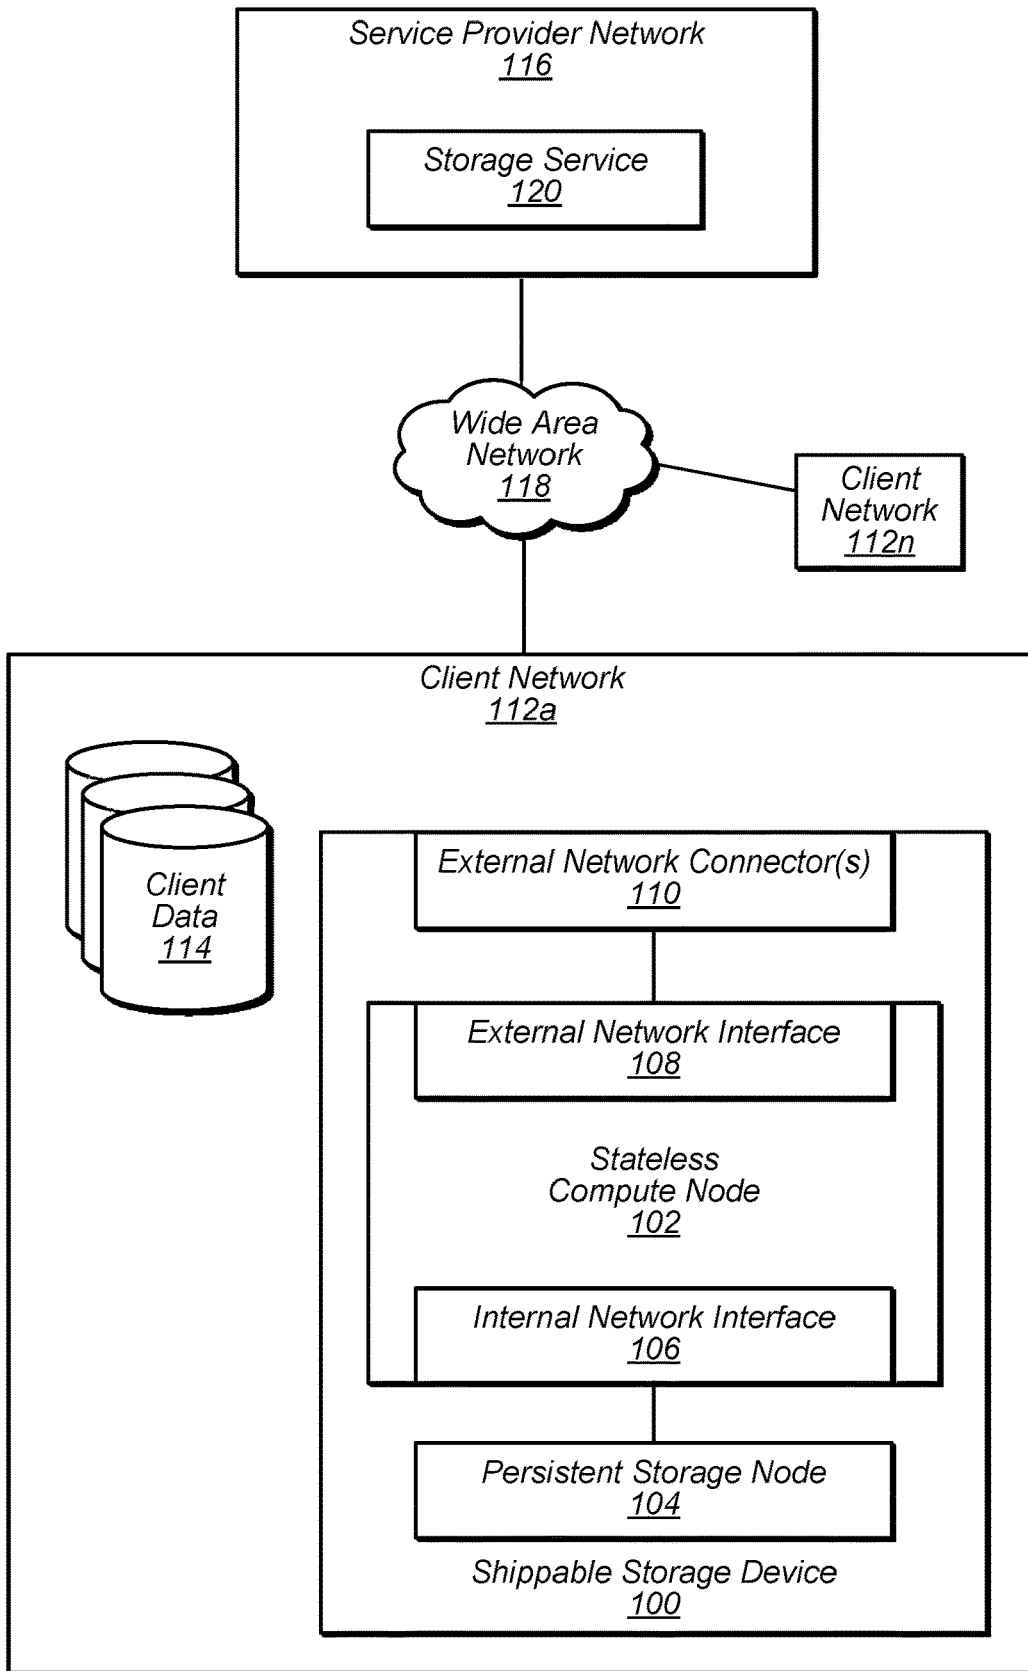 Service Provider Network
116
Storage Service
120
Wide Area
Network
118
Client
Network
112n
Client Network
112a
Client
Data
114
External Network Connector(s)
110
External Network Interface
108
Stateless
Compute Node
102
Internal Network Interface
106
Persistent Storage Node
104
Shippable Storage Device
100